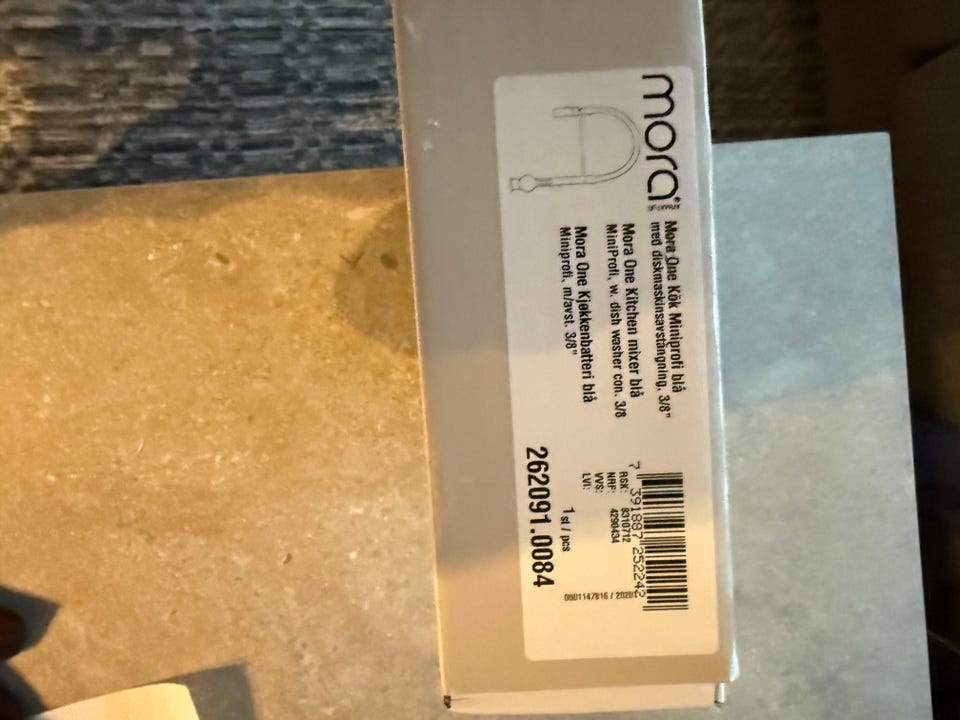 mora
Mora One Kök Miniprofi blå
med diskmaskinsavstängning, 3/8"
Mora One Kitchen mixer blå
MiniProfi, w. dish washer con. 3/8
Mora One Kjøkkenbatteri blå
Miniprofi, m/avst. 3/8"
7 391887 252242
RSK: 8310712
NRF: 4290434
VVS:
LVI:
1 st / pcs
262091.0084